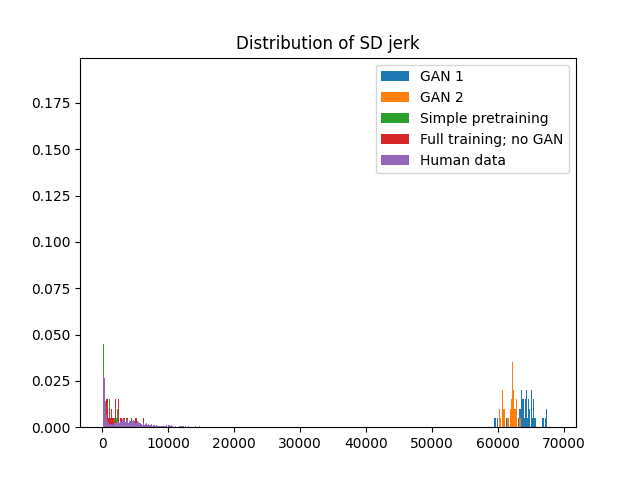 Distribution of SD jerk
GAN 1
GAN 2
Simple pretraining
Full training; no GAN
Human data
0.175
0.150
0.125
0.100
0.075
0.050
0.025
0.000
0 10000 20000 30000 40000 50000 60000 70000